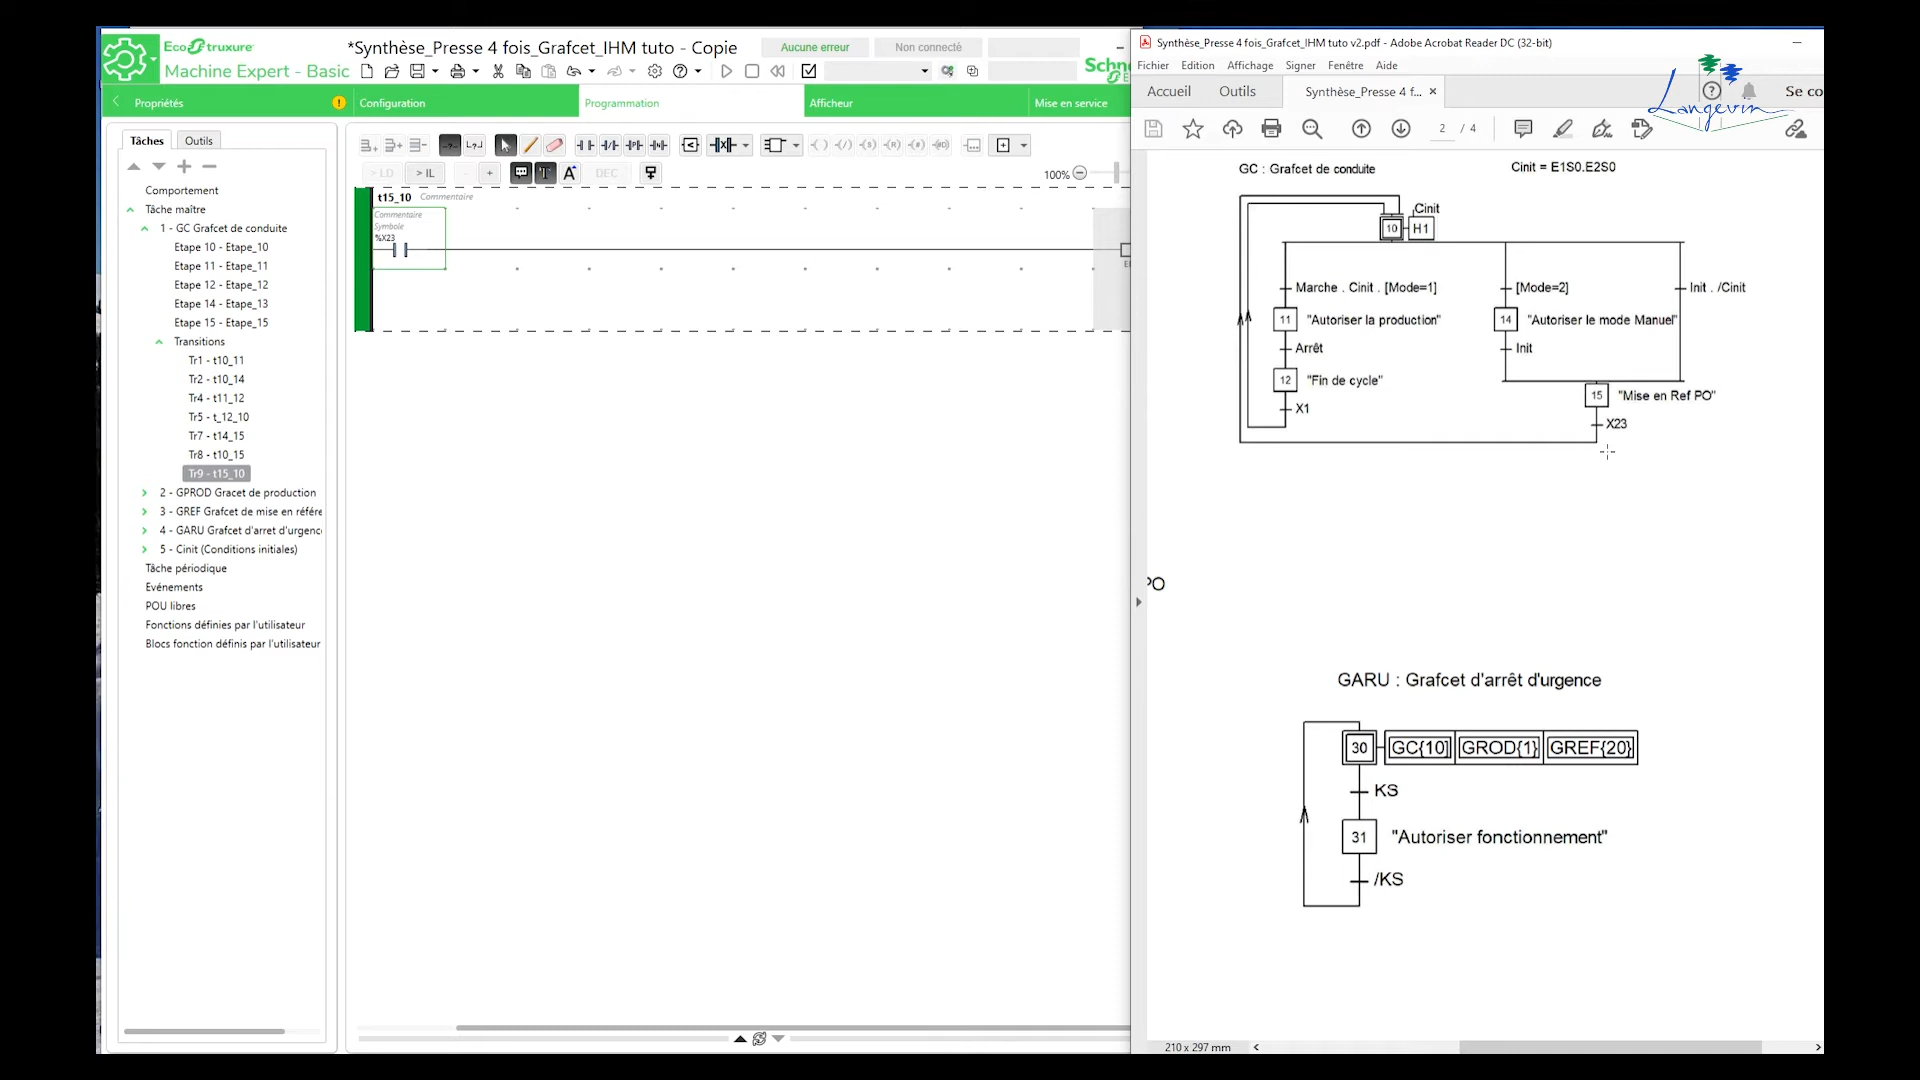 EcoStruxure
Machine Expert - Basic
*Synthèse_Presse 4 fois_Grafcet_IHM tuto - Copie
Aucune erreur
Non connecté
Schne
Propriétés
Configuration
Programmation
Afficheur
Mise en service
Tâches
Outils
Comportement
Tâche maître
1 - GC Grafcet de conduite
Etape 10 - Etape_10
Etape 11 - Etape_11
Etape 12 - Etape_12
Etape 14 - Etape_13
Etape 15 - Etape_15
Transitions
Tr1 - t10_11
Tr2 - t10_14
Tr4 - t11_12
Tr5 - t_12_10
Tr7 - t14_15
Tr8 - t10_15
Tr9 - t15_10
2 - GPROD Gracet de production
3 - GREF Grafcet de mise en référe
4 - GARU Grafcet d'arret d'urgenc
5 - Cinit (Conditions initiales)
Tâche périodique
Evénements
POU libres
Fonctions définies par l'utilisateur
Blocs fonction définis par l'utilisateur
> LD
> IL
DEC
100%
t15_10 Commentaire
Commentaire
Symbole
%X23
Synthèse_Presse 4 fois_Grafcet_IHM tuto v2.pdf - Adobe Acrobat Reader DC (32-bit)
Fichier Edition Affichage Signer Fenêtre Aide
Accueil
Outils
Synthèse_Presse 4 f... ×
Se co
Langevin
2 / 4
GC : Grafcet de conduite
Cinit = E1S0.E2S0
Cinit
10 H1
Marche . Cinit . [Mode=1]
[Mode=2]
Init . /Cinit
11 "Autoriser la production"
14 "Autoriser le mode Manuel"
Arrêt
Init
12 "Fin de cycle"
15 "Mise en Ref PO"
X1
X23
PO
GARU : Grafcet d'arrêt d'urgence
30 GC{10} GROD{1} GREF{20}
KS
31 "Autoriser fonctionnement"
/KS
210 x 297 mm